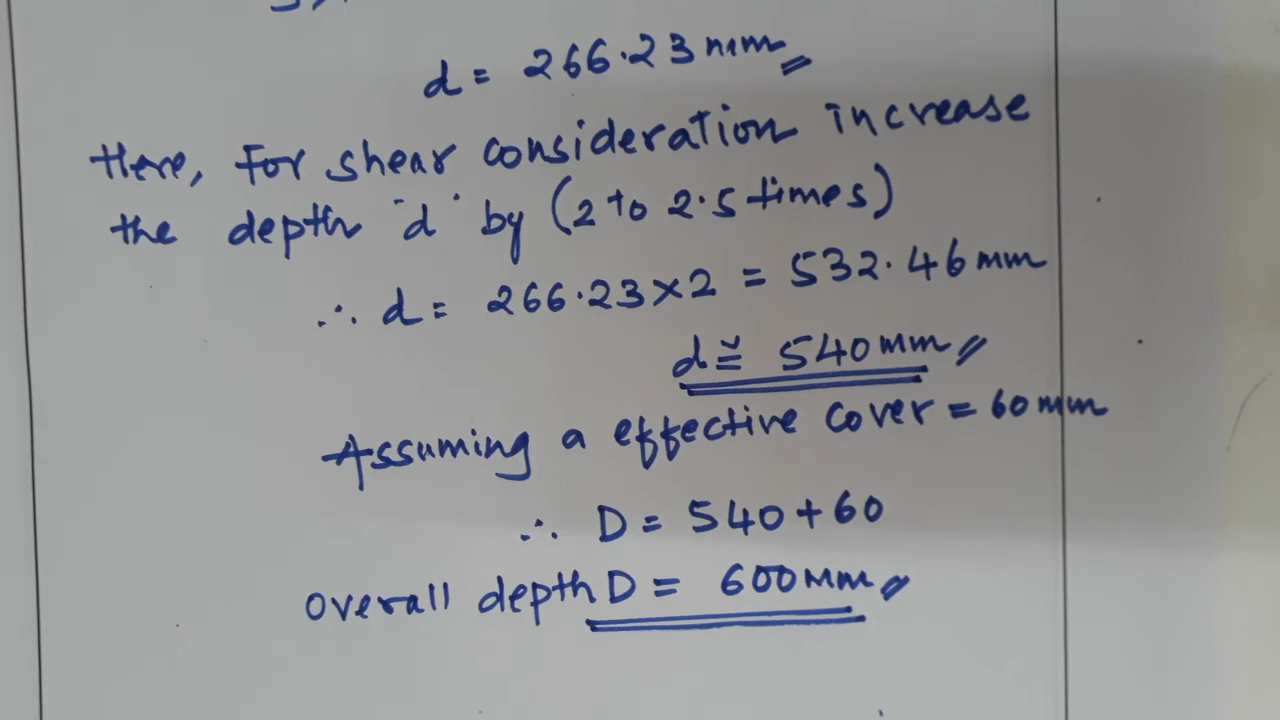 d = 266.23 mm
Here, For shear consideration increase
the depth "d" by (2 to 2.5 times)
∴ d = 266.23 × 2 = 532.46 mm
d ≅ 540 mm
Assuming a effective cover = 60 mm
∴ D = 540 + 60
overall depth D = 600 mm